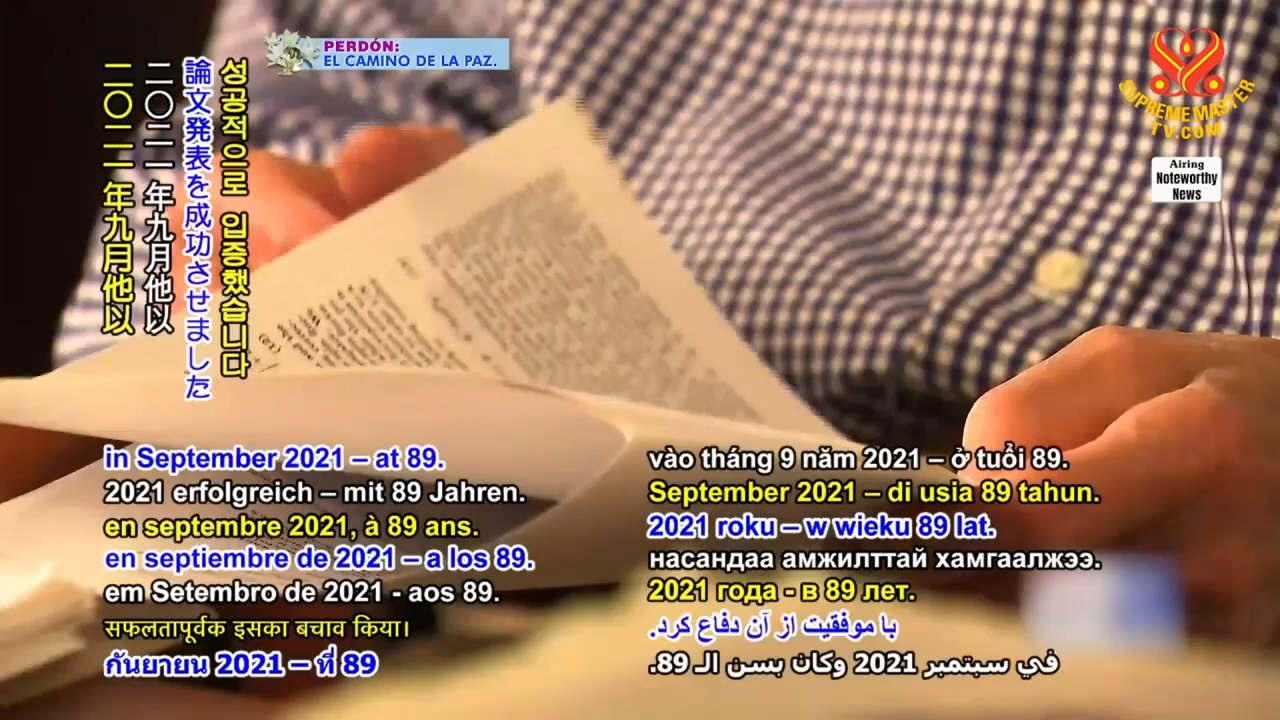 PERDÓN:
EL CAMINO DE LA PAZ.
SUPREME MASTER
TV.COM
Airing
Noteworthy
News
성공적으로 입증했습니다
論文発表を成功させました
二〇二一年九月他以
二〇二一年九月他以
in September 2021 – at 89.
2021 erfolgreich – mit 89 Jahren.
en septembre 2021, à 89 ans.
en septiembre de 2021 – a los 89.
em Setembro de 2021 - aos 89.
सफलतापूर्वक इसका बचाव किया।
กันยายน 2021 – ที่ 89
vào tháng 9 năm 2021 – ở tuổi 89.
September 2021 – di usia 89 tahun.
2021 roku – w wieku 89 lat.
насандаа амжилттай хамгаалжээ.
2021 года - в 89 лет.
با موفقیت از آن دفاع کرد.
في سبتمبر 2021 وكان بسن الـ 89.